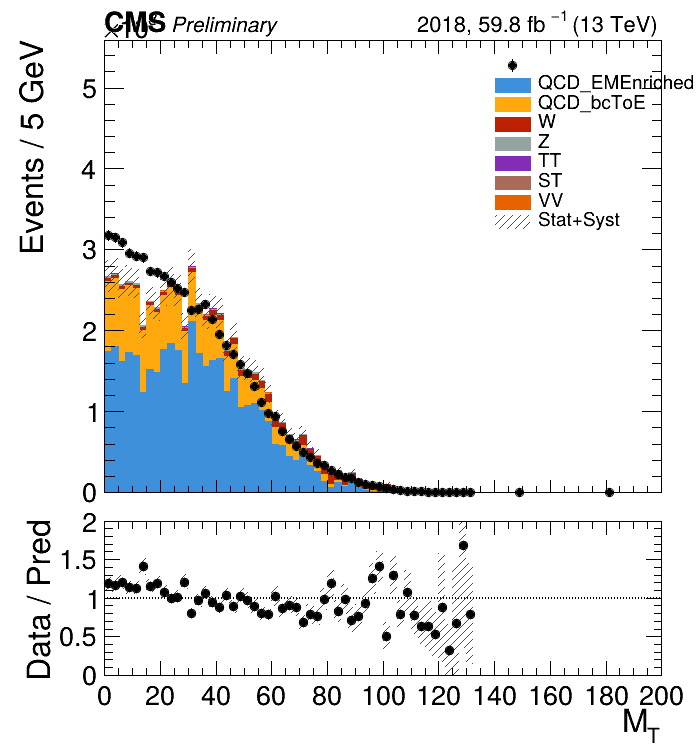 CMS Preliminary 2018, 59.8 fb⁻¹ (13 TeV)
Events / 5 GeV
5
4
3
2
1
0
QCD_EMEnriched
QCD_bcToE
W
Z
TT
ST
VV
Stat+Syst
Data / Pred
2
1.5
1
0.5
0
0 20 40 60 80 100 120 140 160 180 200
M_T